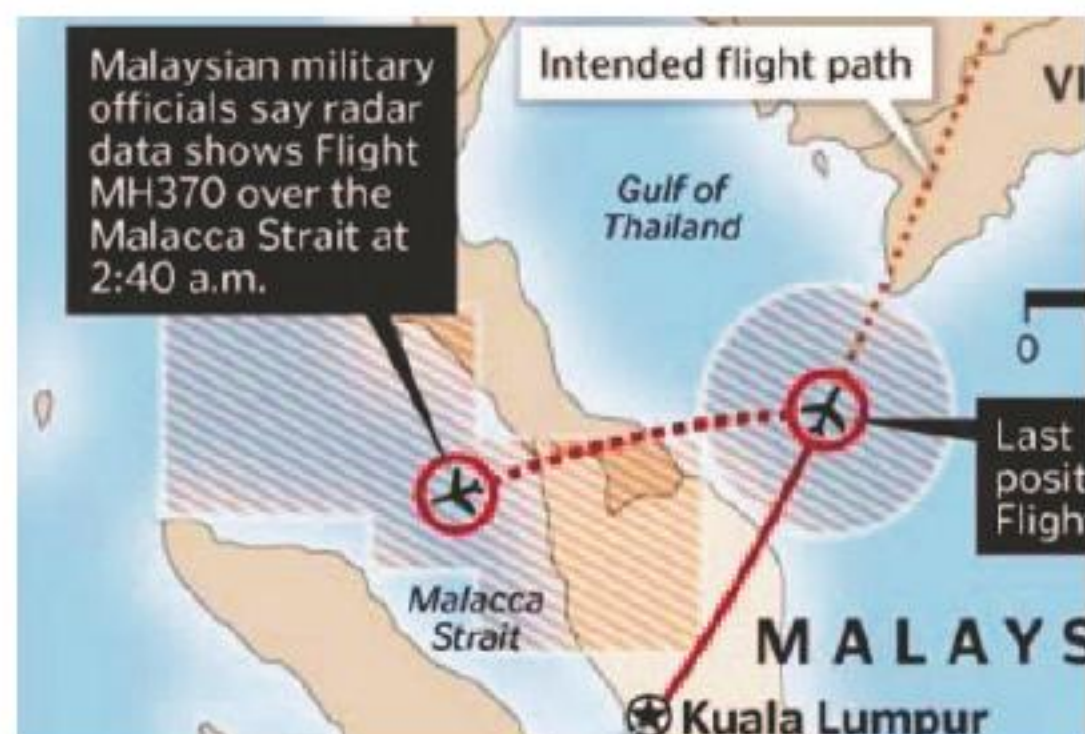 Malaysian military
officials say radar
data shows Flight
MH370 over the
Malacca Strait at
2:40 a.m.
Intended flight path
VI
Gulf of
Thailand
0
Last
posit
Fligh
Malacca
Strait
MALAYS
Kuala Lumpur